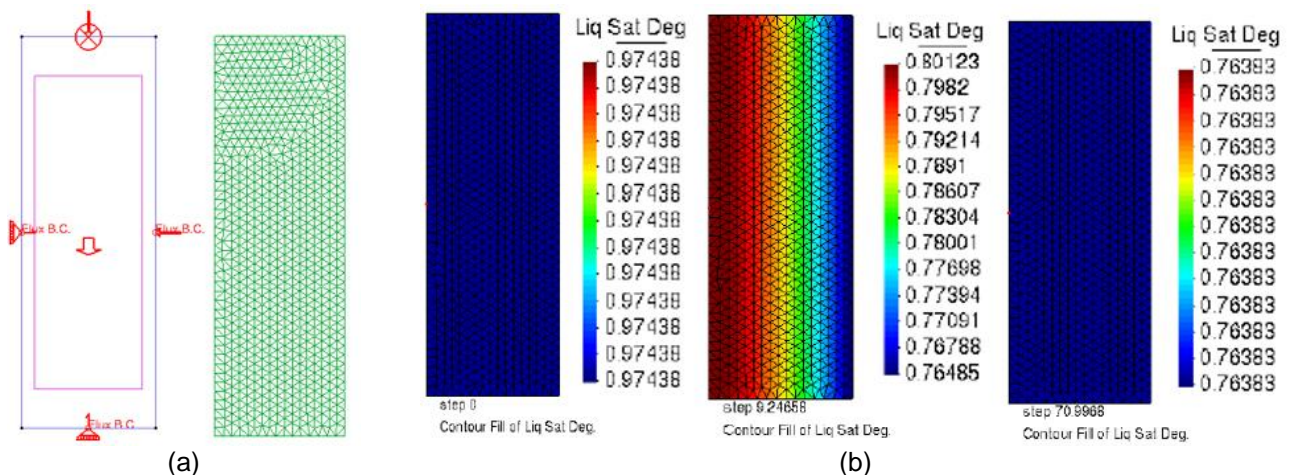 Flux B.C.
Flux B.C.
Flux B.C.
(a)
Liq Sat Deg
0.97438
0.97438
0.97438
0.97438
0.97438
0.97438
0.97438
0.97438
0.97438
0.97438
0.97438
0.97438
0.97438
step 0
Contour Fill of Liq Sat Deg.
Liq Sat Deg
0.80123
0.7982
0.79517
0.79214
0.7891
0.78607
0.78304
0.78001
0.77698
0.77394
0.77091
0.76788
0.76485
step 9.24658
Contour Fill of Liq Sat Deg.
Liq Sat Deg
0.76383
0.76383
0.76383
0.76383
0.76383
0.76383
0.76383
0.76383
0.76383
0.76383
0.76383
0.76383
0.76383
step 70.9968
Contour Fill of Liq Sat Deg.
(b)